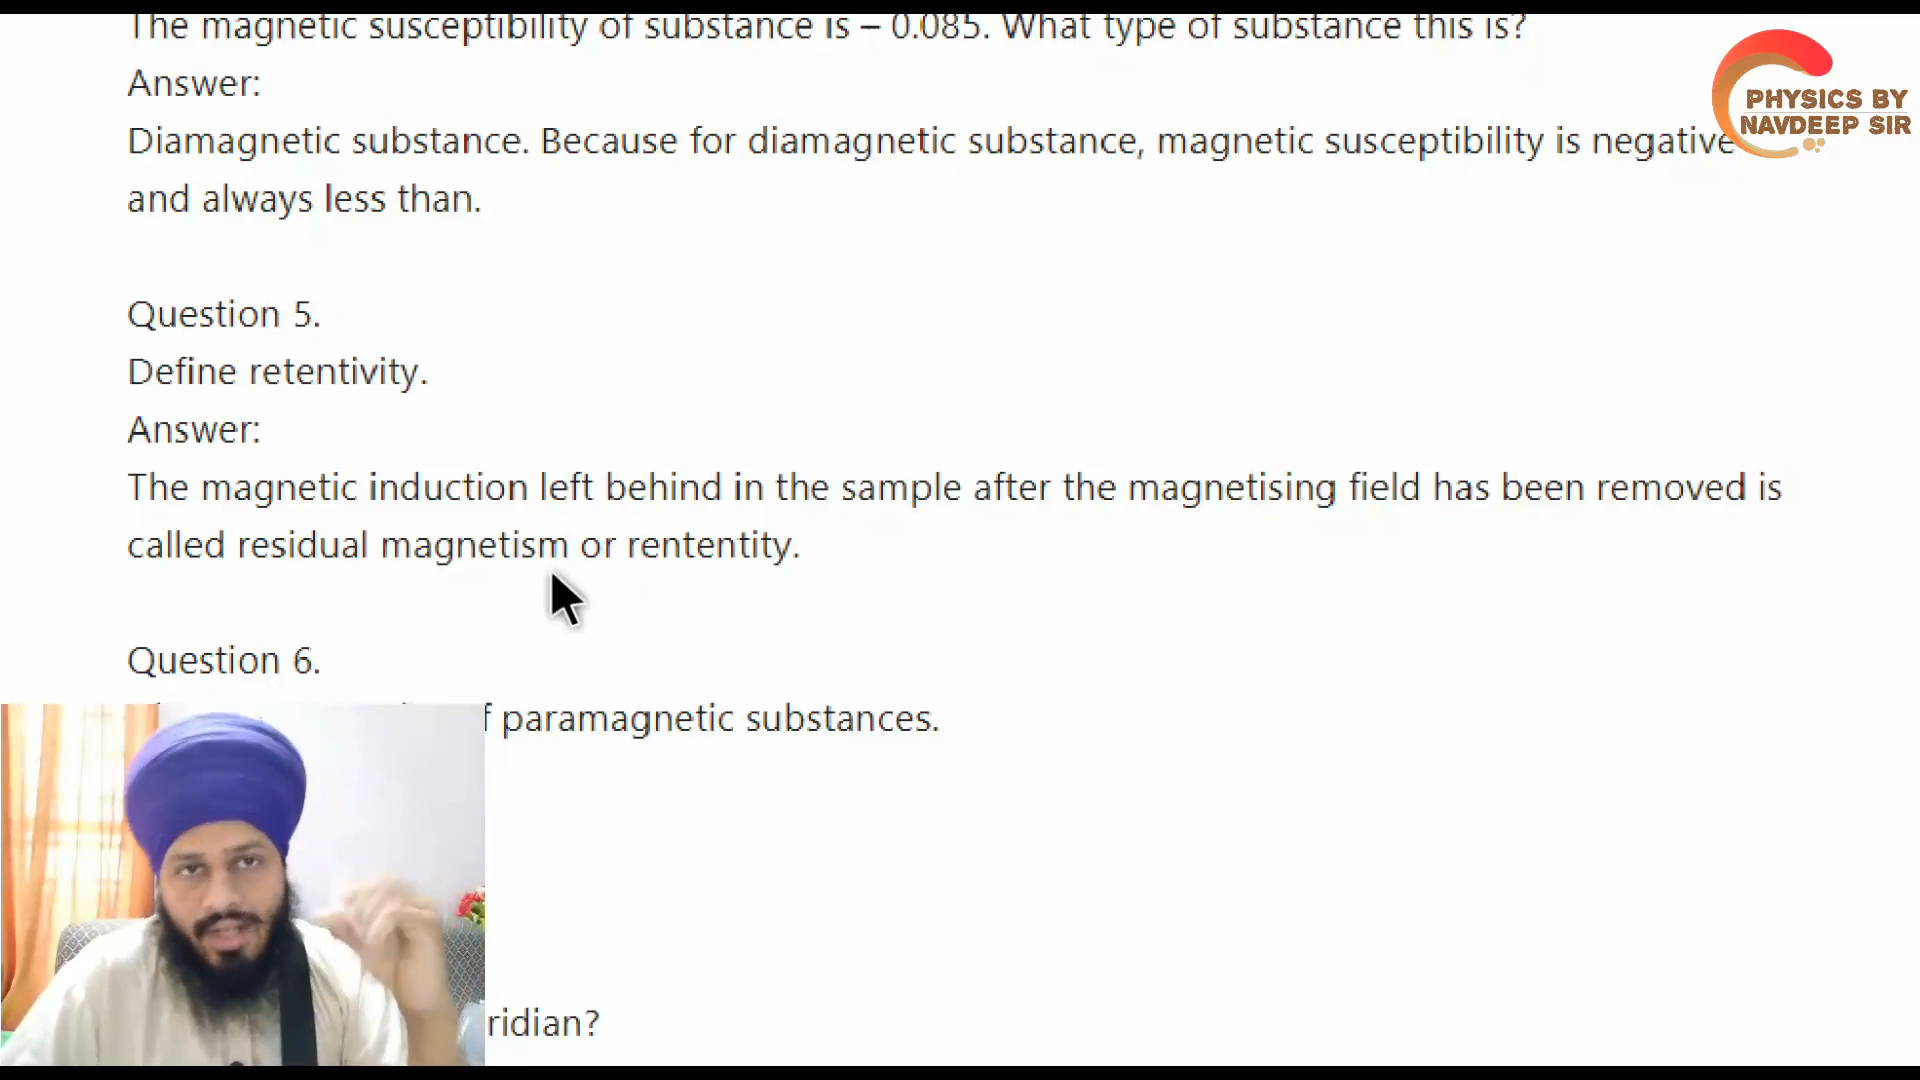 The magnetic susceptibility of substance is – 0.085. What type of substance this is?
Answer:
Diamagnetic substance. Because for diamagnetic substance, magnetic susceptibility is negative
and always less than.
Question 5.
Define retentivity.
Answer:
The magnetic induction left behind in the sample after the magnetising field has been removed is
called residual magnetism or rententity.
Question 6.
paramagnetic substances.
ridian?
PHYSICS BY
NAVDEEP SIR